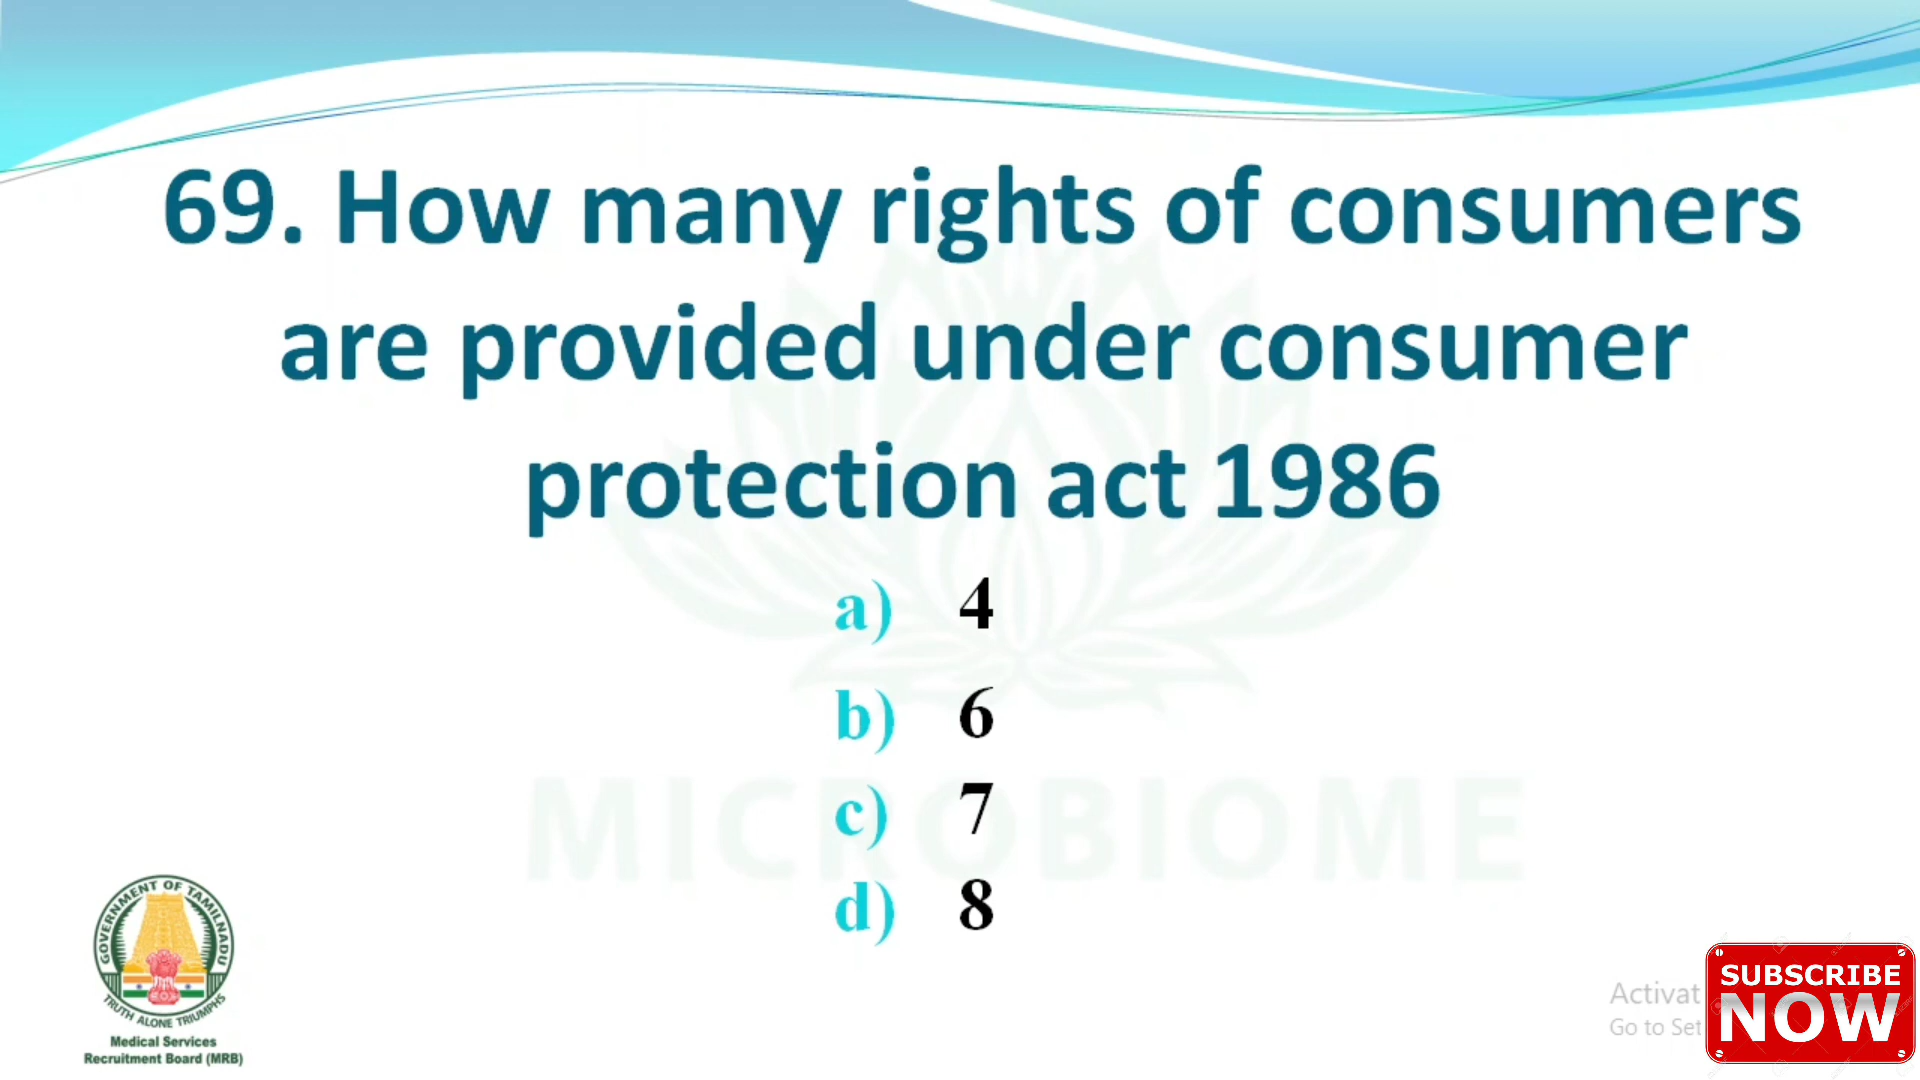 69. How many rights of consumers
are provided under consumer
protection act 1986
a) 4
b) 6
c) 7
d) 8
MICROBIOME
GOVERNMENT OF TAMILNADU
TRUTH ALONE TRIUMPHS
Medical Services
Recruitment Board (MRB)
Activat
Go to Set
SUBSCRIBE
NOW